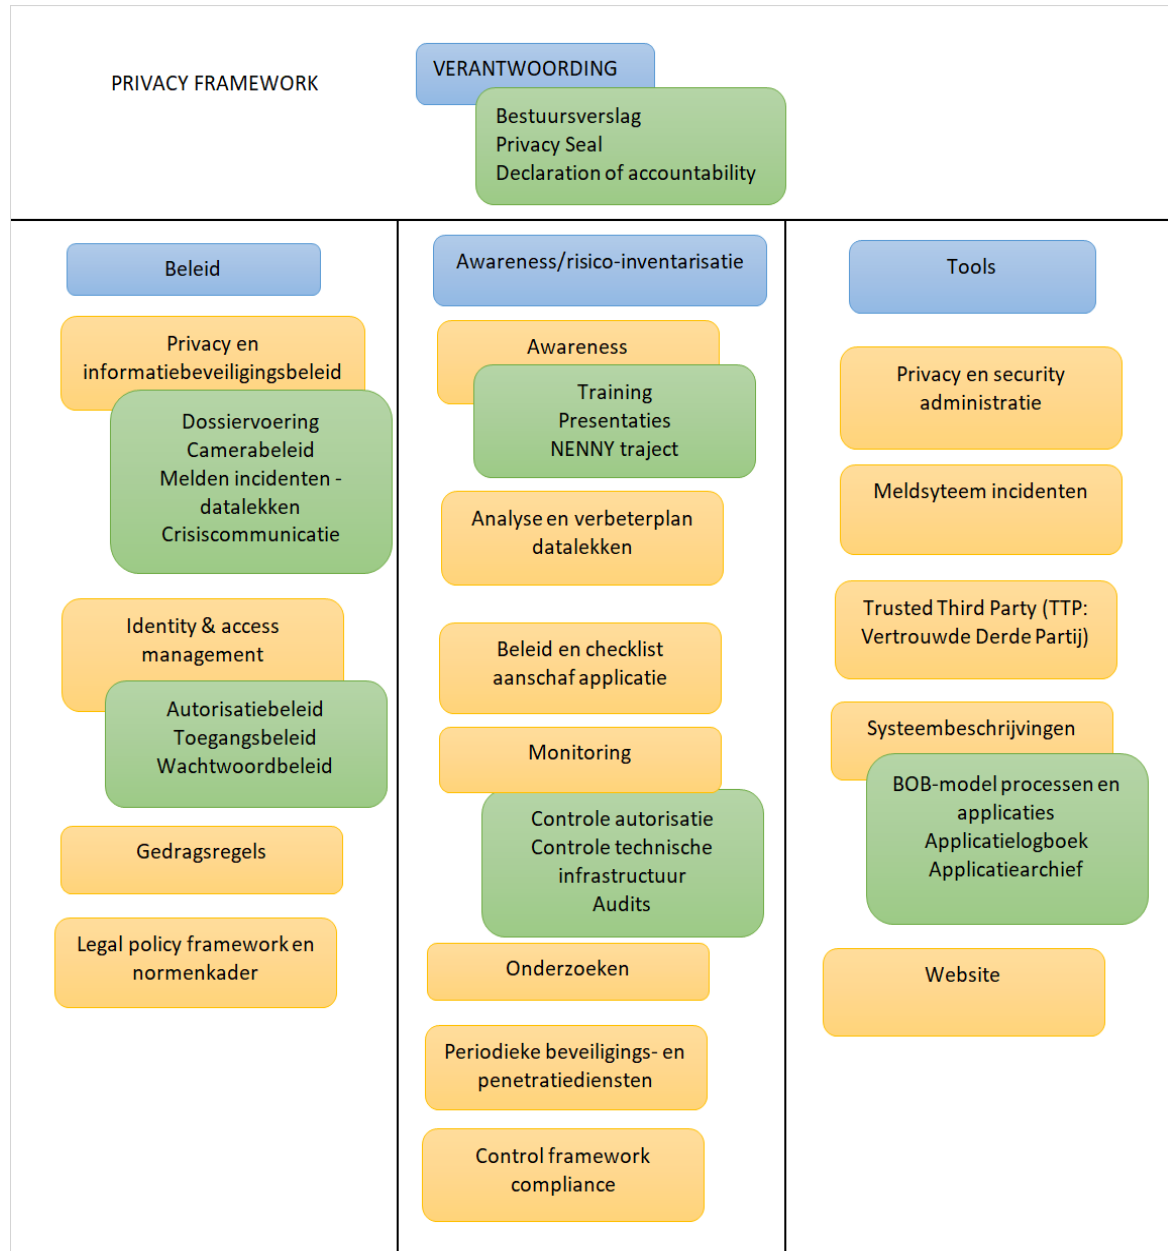 PRIVACY FRAMEWORK
VERANTWOORDING
Bestuursverslag
Privacy Seal
Declaration of accountability
Beleid
Privacy en
informatiebeveiligingsbeleid
Dossiervoering
Camerabeleid
Melden incidenten -
datalekken
Crisiscommunicatie
Identity & access
management
Autorisatiebeleid
Toegangsbeleid
Wachtwoordbeleid
Gedragsregels
Legal policy framework en
normenkader
Awareness/risico-inventarisatie
Awareness
Training
Presentaties
NENNY traject
Analyse en verbeterplan
datalekken
Beleid en checklist
aanschaf applicatie
Monitoring
Controle autorisatie
Controle technische
infrastructuur
Audits
Onderzoeken
Periodieke beveiligings- en
penetratiediensten
Control framework
compliance
Tools
Privacy en security
administratie
Meldsyteem incidenten
Trusted Third Party (TTP:
Vertrouwde Derde Partij)
Systeembeschrijvingen
BOB-model processen en
applicaties
Applicatielogboek
Applicatiearchief
Website